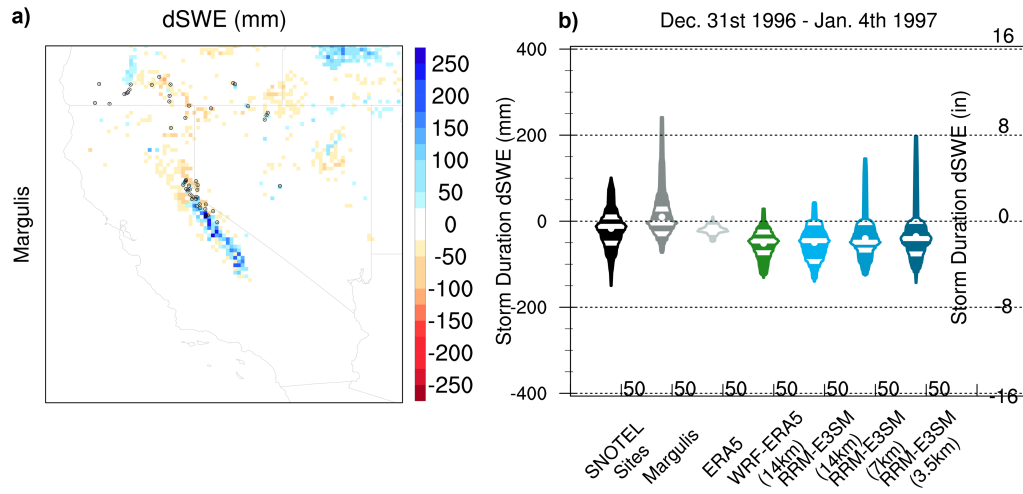 a)
dSWE (mm)
Margulis
250
200
150
100
50
0
-50
-100
-150
-200
-250
b)
Dec. 31st 1996 - Jan. 4th 1997
Storm Duration dSWE (mm)
400
200
0
-200
-400
Storm Duration dSWE (in)
16
8
0
-8
-16
50 50 50 50 50 50 50
SNOTEL
Sites
Margulis
ERA5
WRF-ERA5
(14km)
RRM-E3SM
(14km)
RRM-E3SM
(7km)
RRM-E3SM
(3.5km)